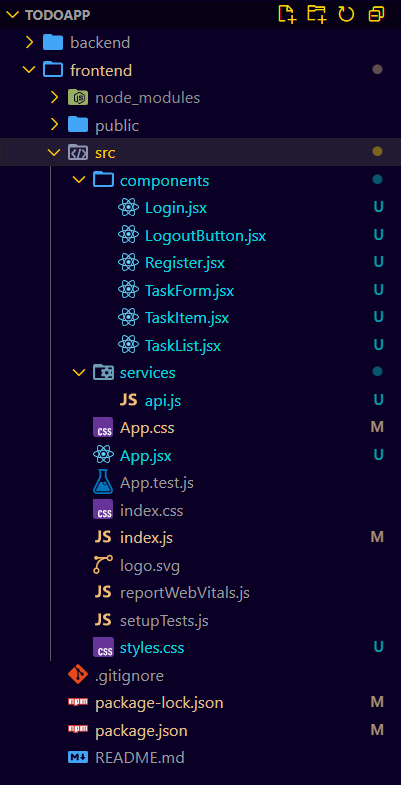 TODOAPP
backend
frontend
node_modules
public
src
components
Login.jsx U
LogoutButton.jsx U
Register.jsx U
TaskForm.jsx U
TaskItem.jsx U
TaskList.jsx U
services
JS api.js U
css App.css M
App.jsx U
App.test.js
css index.css
JS index.js M
logo.svg
JS reportWebVitals.js
JS setupTests.js
css styles.css U
.gitignore
npm package-lock.json M
npm package.json M
README.md